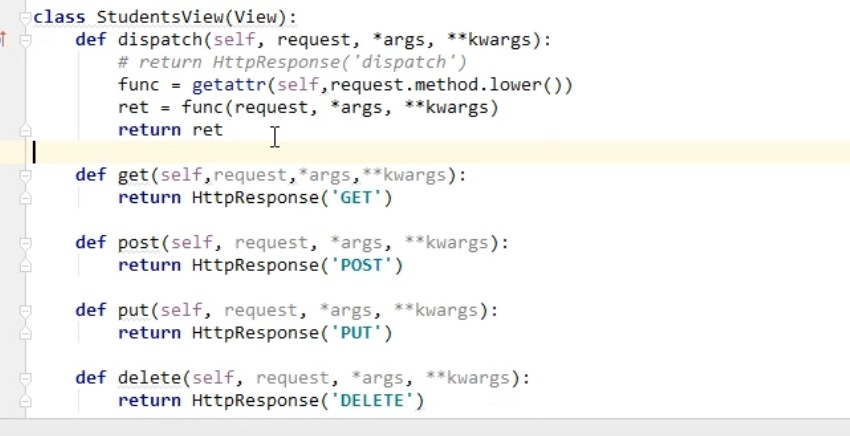 class StudentsView(View):
    def dispatch(self, request, *args, **kwargs):
        # return HttpResponse('dispatch')
        func = getattr(self,request.method.lower())
        ret = func(request, *args, **kwargs)
        return ret
    def get(self,request,*args,**kwargs):
        return HttpResponse('GET')
    def post(self, request, *args, **kwargs):
        return HttpResponse('POST')
    def put(self, request, *args, **kwargs):
        return HttpResponse('PUT')
    def delete(self, request, *args, **kwargs):
        return HttpResponse('DELETE')